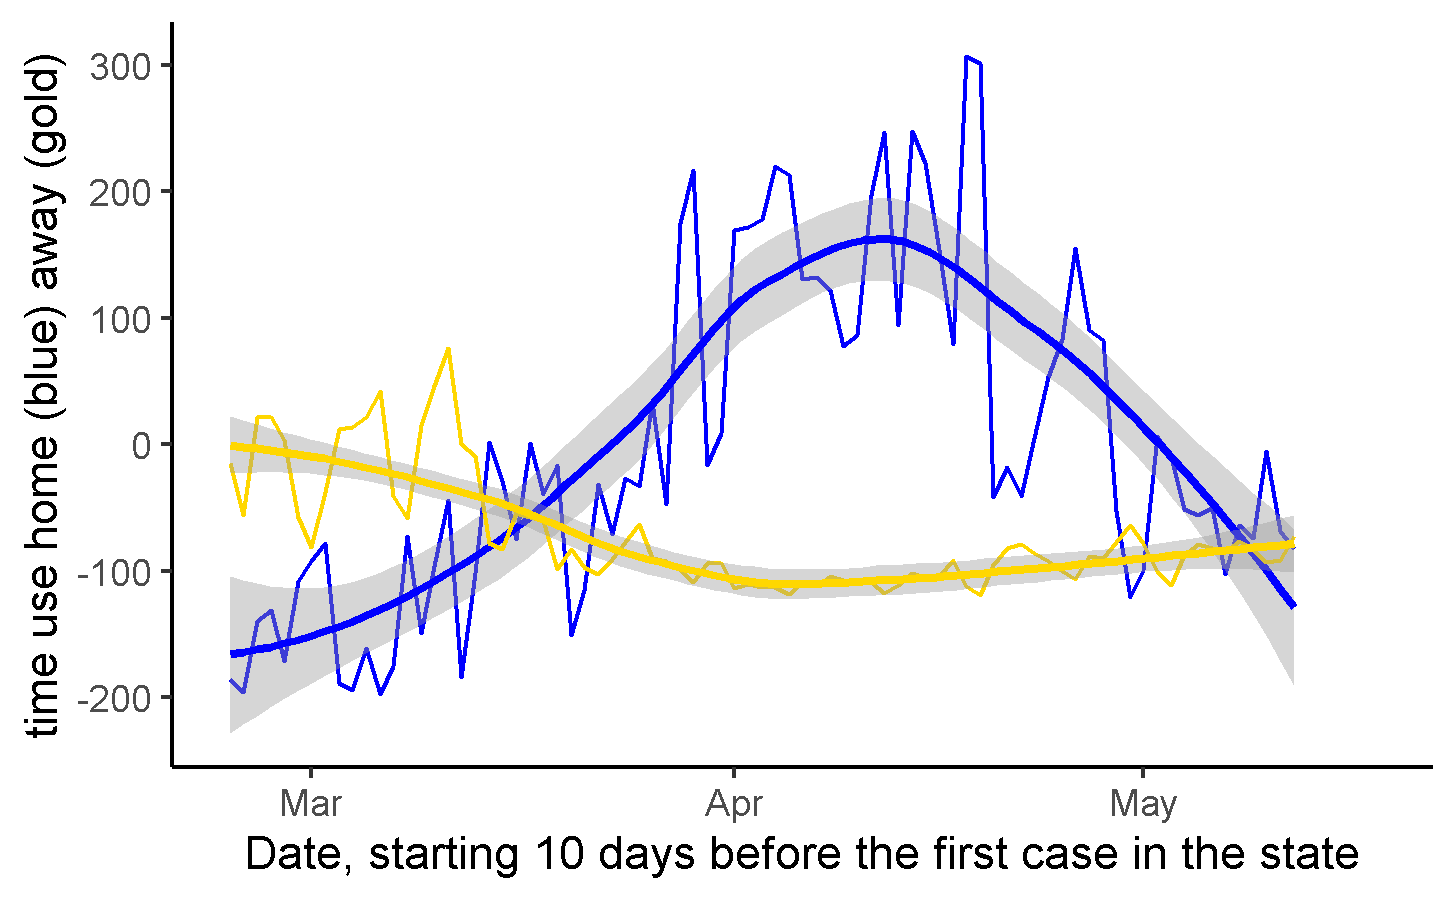 time use home (blue) away (gold)
300
200
100
0
-100
-200
Mar Apr May
Date, starting 10 days before the first case in the state